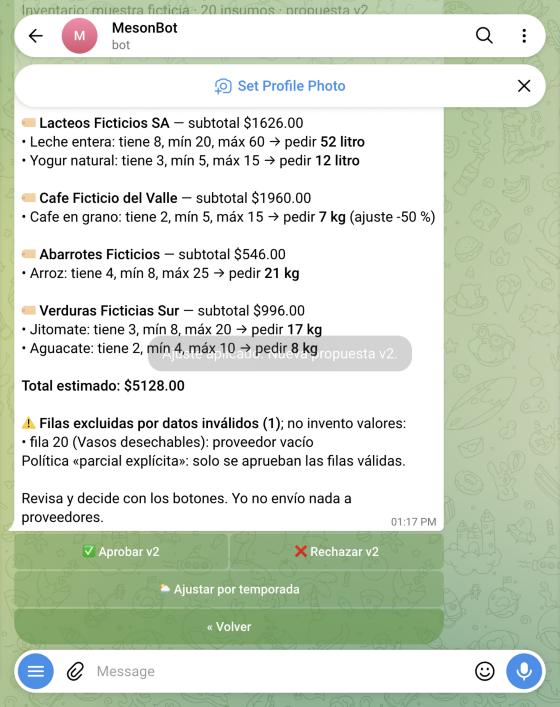 Inventario: muestra ficticia · 20 insumos · propuesta v2
MesonBot
bot
M
Set Profile Photo
Lacteos Ficticios SA — subtotal $1626.00
• Leche entera: tiene 8, mín 20, máx 60 → pedir 52 litro
• Yogur natural: tiene 3, mín 5, máx 15 → pedir 12 litro
Cafe Ficticio del Valle — subtotal $1960.00
• Cafe en grano: tiene 2, mín 5, máx 15 → pedir 7 kg (ajuste -50 %)
Abarrotes Ficticios — subtotal $546.00
• Arroz: tiene 4, mín 8, máx 25 → pedir 21 kg
Verduras Ficticias Sur — subtotal $996.00
• Jitomate: tiene 3, mín 8, máx 20 → pedir 17 kg
• Aguacate: tiene 2, mín 4, máx 10 → pedir 8 kg
Ajuste aplicado. Nueva propuesta v2.
Total estimado: $5128.00
⚠️ Filas excluidas por datos inválidos (1); no invento valores:
• fila 20 (Vasos desechables): proveedor vacío
Política «parcial explícita»: solo se aprueban las filas válidas.
Revisa y decide con los botones. Yo no envío nada a
proveedores.
01:17 PM
✅ Aprobar v2
❌ Rechazar v2
Ajustar por temporada
« Volver
Message